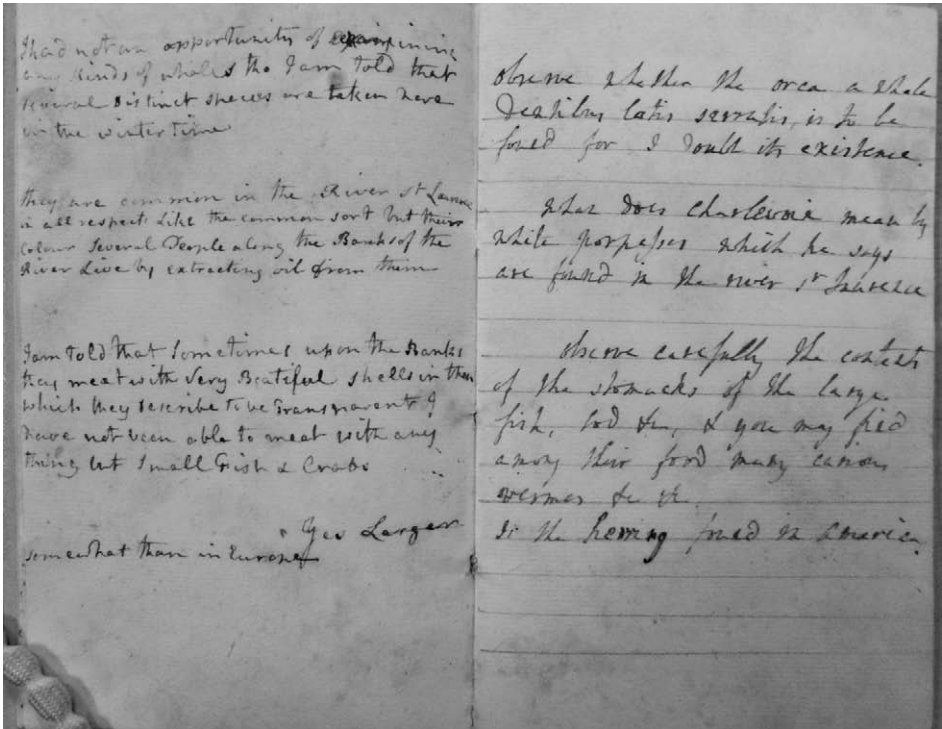 I had not an opportunity of examining
any kinds of whales tho I am told that
several distinct species are taken here
in the winter time
they are common in the River St Laurence
in all respect Like the common sort but their
colour Several People along the Banks of the
River Live by extracting oil from them
I am told that Sometimes upon the Banks
they meat with Very Beatiful shells in them
which they describe to be Transparent I
have not been able to meat with any
thing but Small Fish & Crabs
Yes Larger
somewhat than in Europe
observe whether the orca a whale
Dentibus latis serratis, is to be
found for I doubt its existence.
what does Charlevoix mean by
white porpesses which he says
are found in the river St Laurence
Observe carefully the contents
of the stomacks of the large
fish, Cod &c, & you may find
among their food many curious
vermes &c &c.
Is the herring found in America